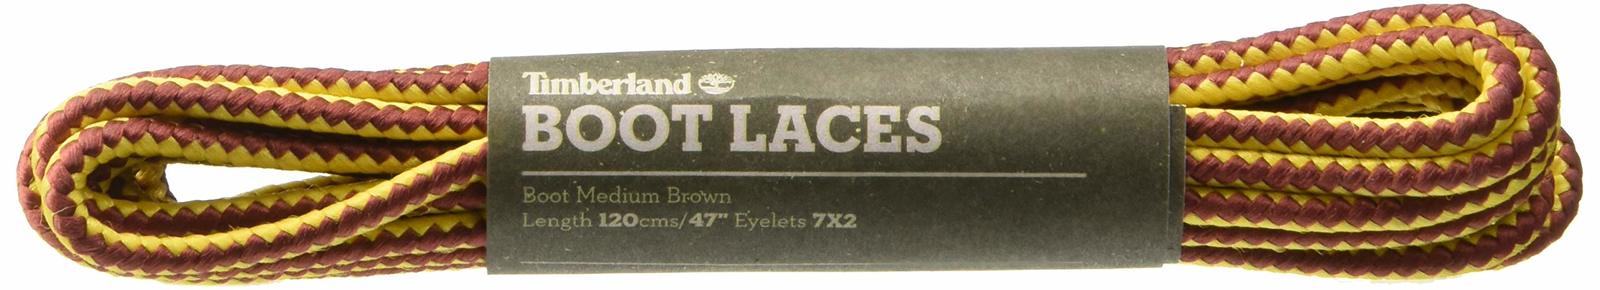 Timberland
BOOT LACES
Boot Medium Brown
Length 120cms/47" Eyelets 7X2